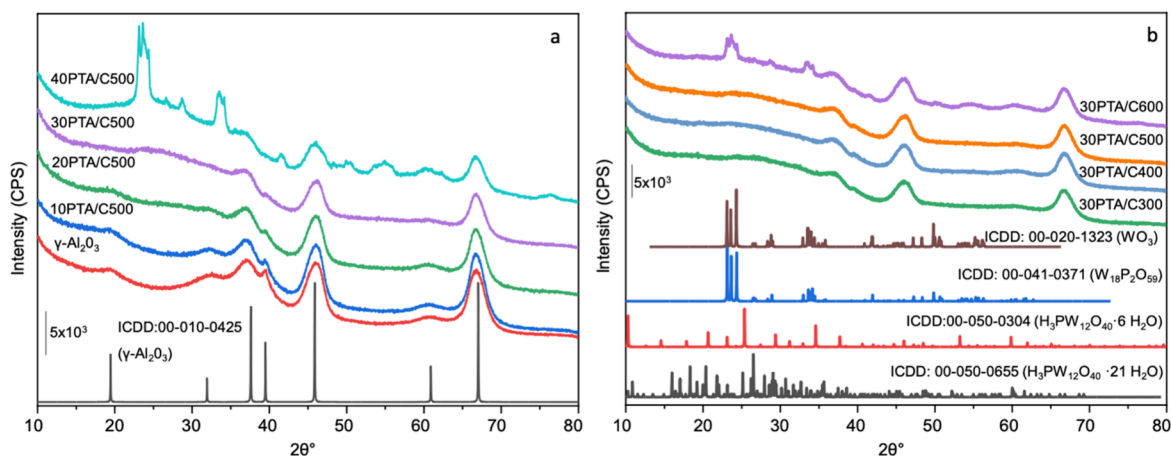 a
40PTA/C500
30PTA/C500
20PTA/C500
10PTA/C500
γ-Al₂0₃
5x10³
ICDD:00-010-0425
(γ-Al₂0₃)
Intensity (CPS)
10 20 30 40 50 60 70 80
2θ°
b
30PTA/C600
30PTA/C500
30PTA/C400
30PTA/C300
5x10³
ICDD: 00-020-1323 (WO₃)
ICDD: 00-041-0371 (W₁₈P₂O₅₉)
ICDD:00-050-0304 (H₃PW₁₂O₄₀·6 H₂O)
ICDD: 00-050-0655 (H₃PW₁₂O₄₀ ·21 H₂O)
Intensity (CPS)
10 20 30 40 50 60 70 80
2θ°